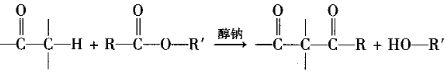 O O O O
—C—C—H + R—C—O—R′ 醇钠 —C—C—C—R + HO—R′